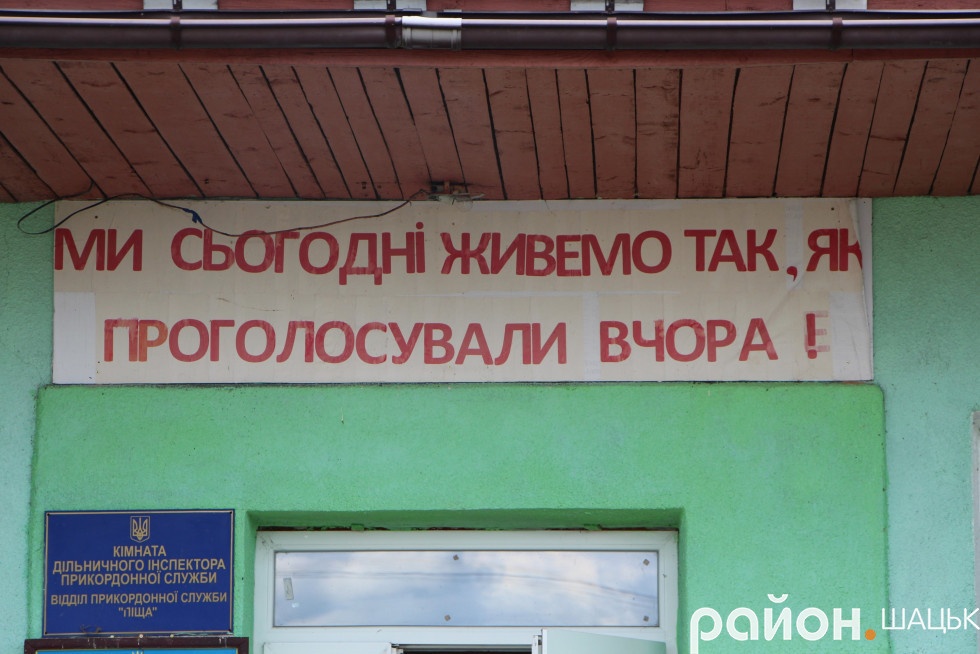 МИ СЬОГОДНІ ЖИВЕМО ТАК, ЯК
ПРОГОЛОСУВАЛИ ВЧОРА !
КІМНАТА
ДІЛЬНИЧНОГО ІНСПЕКТОРА
ПРИКОРДОННОЇ СЛУЖБИ
ВІДДІЛ ПРИКОРДОННОЇ СЛУЖБИ
"ПІЩА"
район.ШАЦЬК